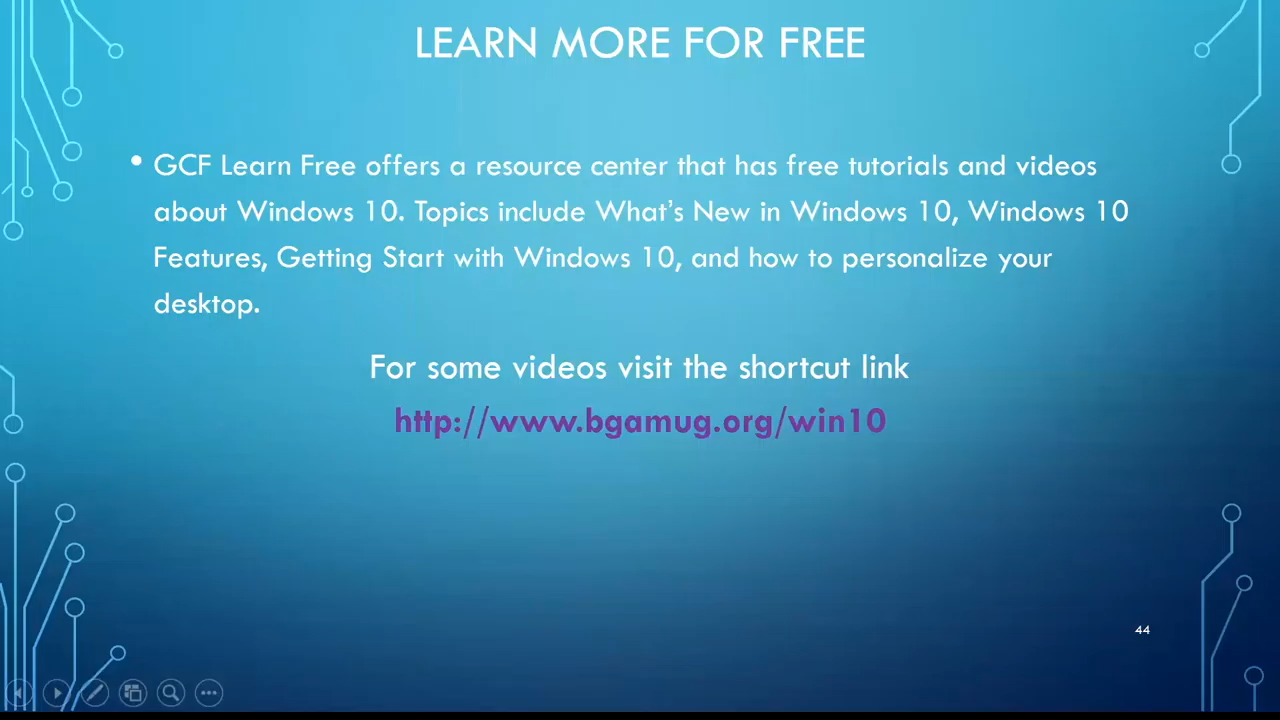 LEARN MORE FOR FREE
• GCF Learn Free offers a resource center that has free tutorials and videos
about Windows 10. Topics include What's New in Windows 10, Windows 10
Features, Getting Start with Windows 10, and how to personalize your
desktop.
For some videos visit the shortcut link
http://www.bgamug.org/win10
44